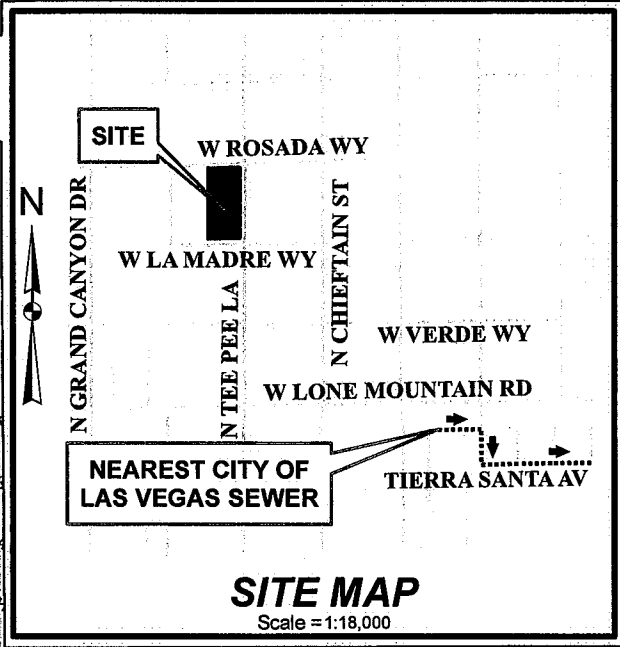 SITE
W ROSADA WY
N
N GRAND CANYON DR
N CHIEFTAIN ST
W LA MADRE WY
N TEE PEE LA
W VERDE WY
W LONE MOUNTAIN RD
NEAREST CITY OF
LAS VEGAS SEWER
TIERRA SANTA AV
SITE MAP
Scale = 1:18,000